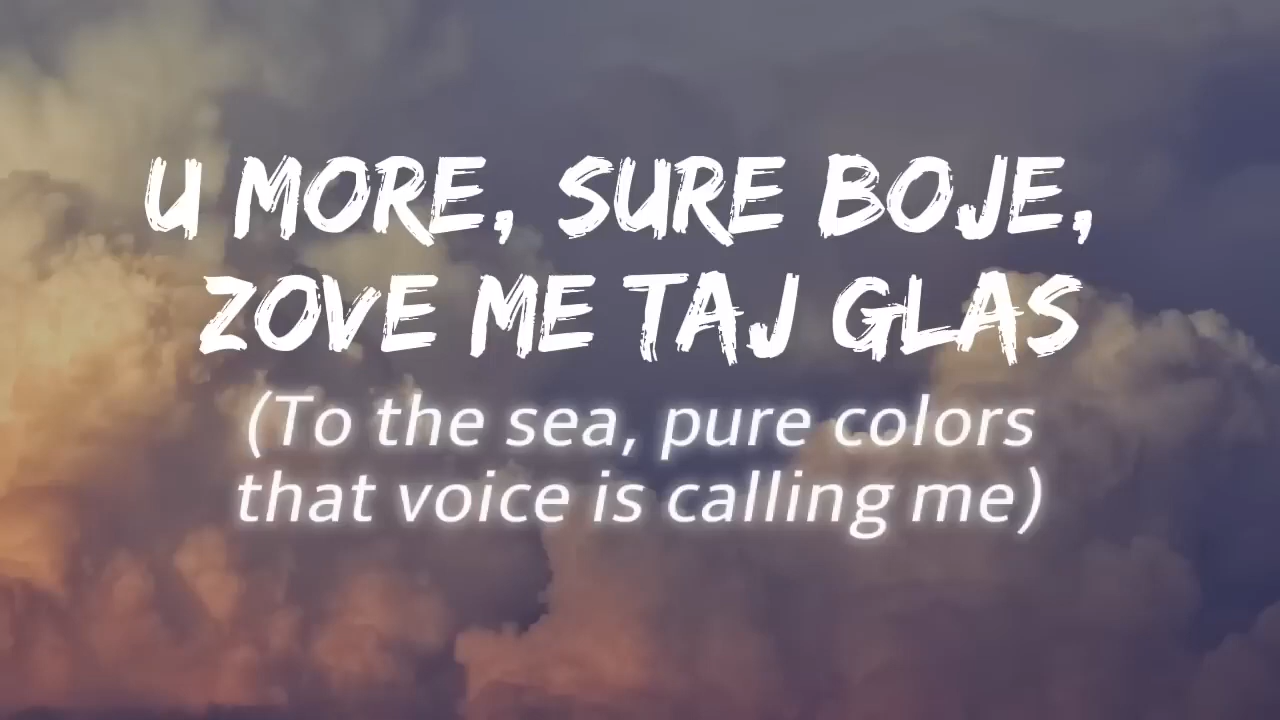 U MORE, SURE BOJE,
ZOVE ME TAJ GLAS
(To the sea, pure colors
that voice is calling me)